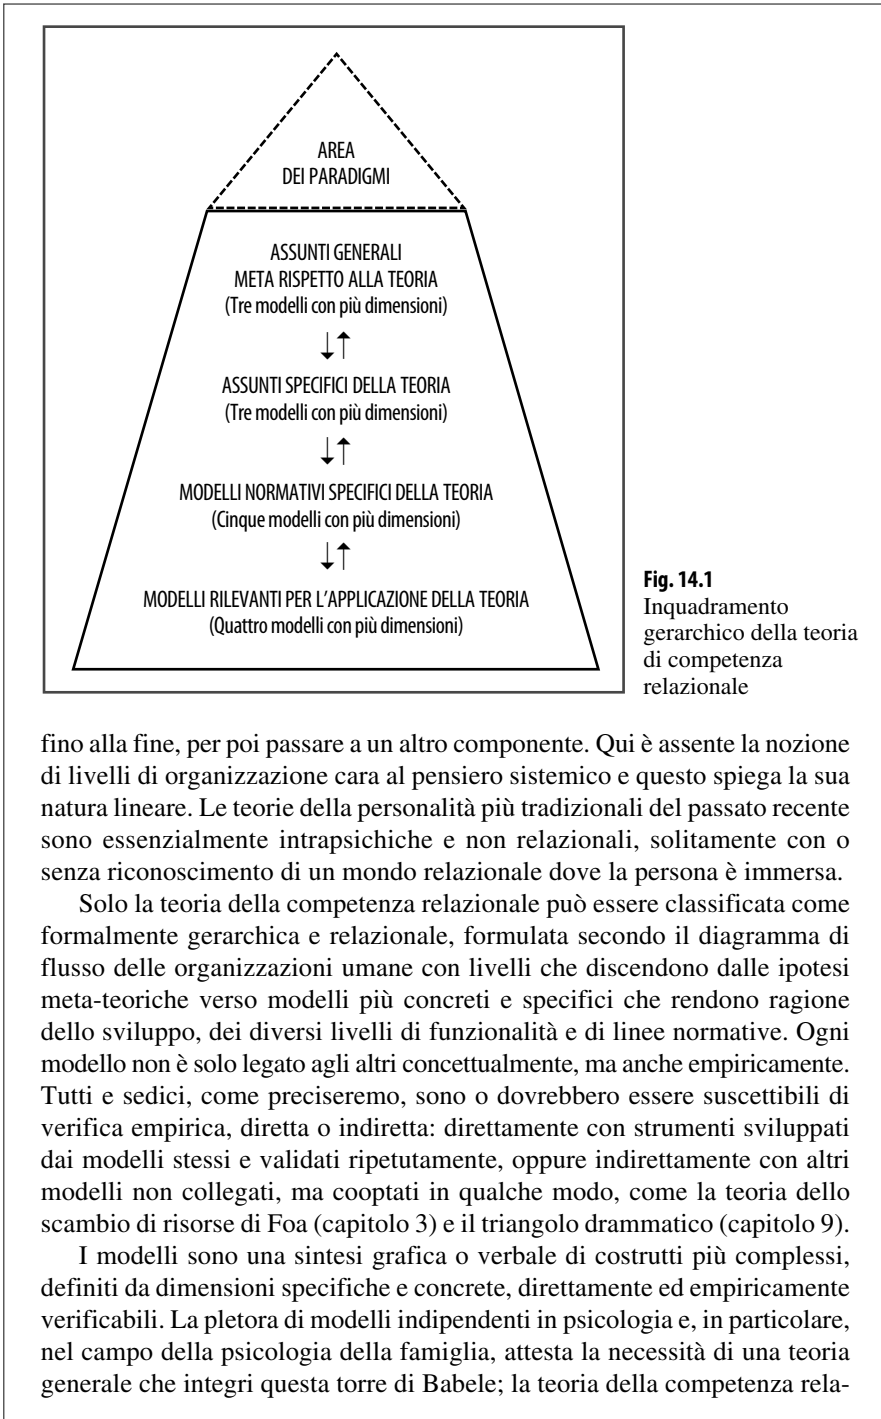 AREA
DEI PARADIGMI
ASSUNTI GENERALI
META RISPETTO ALLA TEORIA
(Tre modelli con più dimensioni)
↓↑
ASSUNTI SPECIFICI DELLA TEORIA
(Tre modelli con più dimensioni)
↓↑
MODELLI NORMATIVI SPECIFICI DELLA TEORIA
(Cinque modelli con più dimensioni)
↓↑
MODELLI RILEVANTI PER L’APPLICAZIONE DELLA TEORIA
(Quattro modelli con più dimensioni)
Fig. 14.1
Inquadramento
gerarchico della teoria
di competenza
relazionale
fino alla fine, per poi passare a un altro componente. Qui è assente la nozione
di livelli di organizzazione cara al pensiero sistemico e questo spiega la sua
natura lineare. Le teorie della personalità più tradizionali del passato recente
sono essenzialmente intrapsichiche e non relazionali, solitamente con o
senza riconoscimento di un mondo relazionale dove la persona è immersa.
Solo la teoria della competenza relazionale può essere classificata come
formalmente gerarchica e relazionale, formulata secondo il diagramma di
flusso delle organizzazioni umane con livelli che discendono dalle ipotesi
meta-teoriche verso modelli più concreti e specifici che rendono ragione
dello sviluppo, dei diversi livelli di funzionalità e di linee normative. Ogni
modello non è solo legato agli altri concettualmente, ma anche empiricamente.
Tutti e sedici, come preciseremo, sono o dovrebbero essere suscettibili di
verifica empirica, diretta o indiretta: direttamente con strumenti sviluppati
dai modelli stessi e validati ripetutamente, oppure indirettamente con altri
modelli non collegati, ma cooptati in qualche modo, come la teoria dello
scambio di risorse di Foa (capitolo 3) e il triangolo drammatico (capitolo 9).
I modelli sono una sintesi grafica o verbale di costrutti più complessi,
definiti da dimensioni specifiche e concrete, direttamente ed empiricamente
verificabili. La pletora di modelli indipendenti in psicologia e, in particolare,
nel campo della psicologia della famiglia, attesta la necessità di una teoria
generale che integri questa torre di Babele; la teoria della competenza rela-